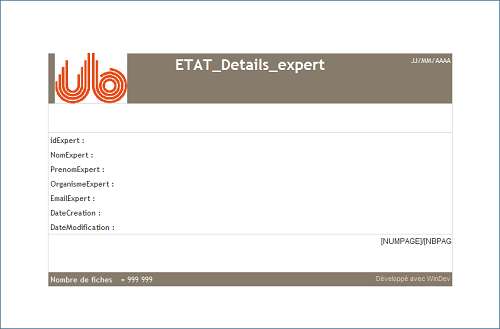 Ub
ETAT_Details_expert
JJ/MM/AAAA
idExpert :
NomExpert :
PrenomExpert :
OrganismeExpert :
EmailExpert :
DateCreation :
DateModification :
[NUMPAGE]/[NBPAG
Nombre de fiches = 999 999
Développé avec WinDev